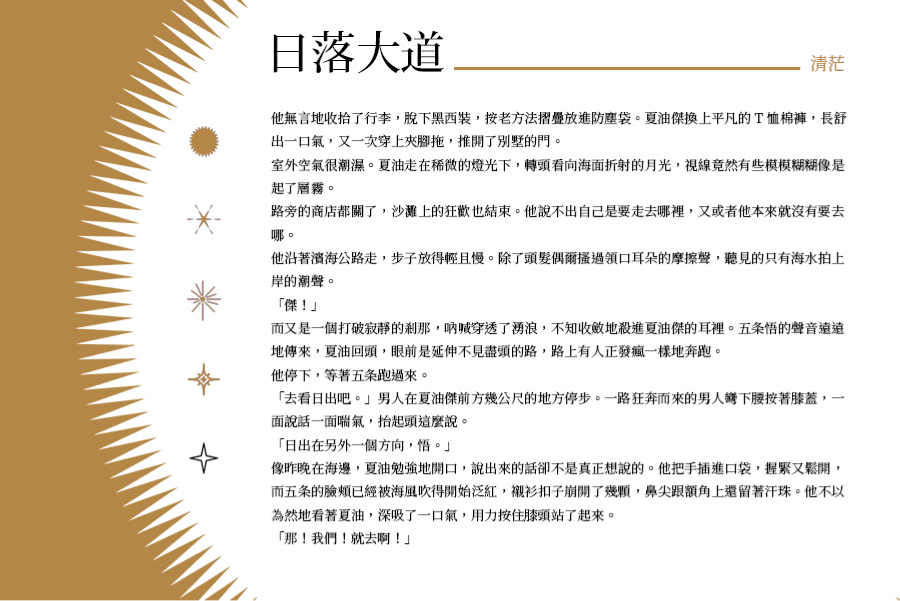 日落大道
清茫
他無言地收拾了行李，脫下黑西裝，按老方法摺疊放進防塵袋。夏油傑換上平凡的 T 恤棉褲，長舒
出一口氣，又一次穿上夾腳拖，推開了別墅的門。
室外空氣很潮濕。夏油走在稀微的燈光下，轉頭看向海面折射的月光，視線竟然有些模模糊糊像是
起了層霧。
路旁的商店都關了，沙灘上的狂歡也結束。他說不出自己是要走去哪裡，又或者他本來就沒有要去
哪。
他沿著濱海公路走，步子放得輕且慢。除了頭髮偶爾搔過領口耳朵的摩擦聲，聽見的只有海水拍上
岸的潮聲。
「傑！」
而又是一個打破寂靜的剎那，吶喊穿透了湧浪，不知收斂地殺進夏油傑的耳裡。五条悟的聲音遠遠
地傳來，夏油回頭，眼前是延伸不見盡頭的路，路上有人正發瘋一樣地奔跑。
他停下，等著五条跑過來。
「去看日出吧。」男人在夏油傑前方幾公尺的地方停步。一路狂奔而來的男人彎下腰按著膝蓋，一
面說話一面喘氣，抬起頭這麼說。
「日出在另外一個方向，悟。」
像昨晚在海邊，夏油勉強地開口，說出來的話卻不是真正想說的。他把手插進口袋，握緊又鬆開，
而五条的臉頰已經被海風吹得開始泛紅，襯衫扣子崩開了幾顆，鼻尖跟額角上還留著汗珠。他不以
為然地看著夏油，深吸了一口氣，用力按住膝頭站了起來。
「那！我們！就去啊！」